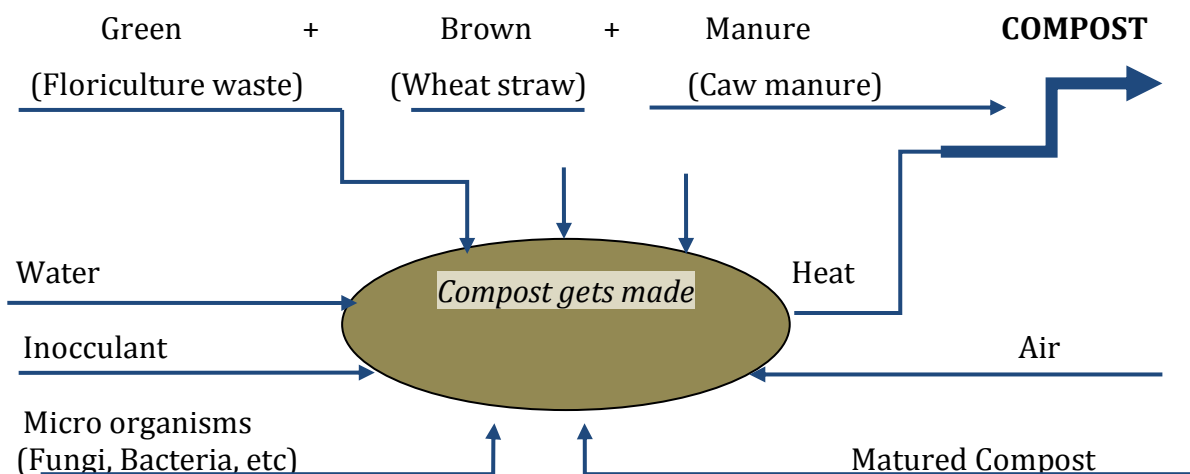 Green + Brown + Manure COMPOST
(Floriculture waste) (Wheat straw) (Caw manure)
Water
Compost gets made
Heat
Inocculant
Air
Micro organisms
(Fungi, Bacteria, etc)
Matured Compost